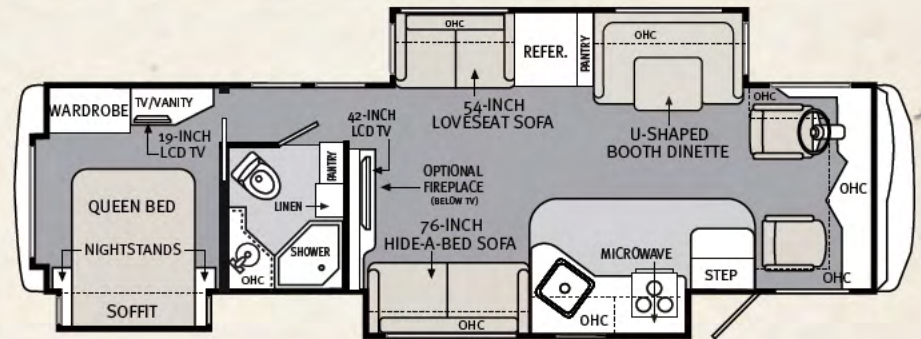 WARDROBE
TV/VANITY
19-INCH
LCD TV
QUEEN BED
NIGHTSTANDS
SOFFIT
PANTRY
LINEN
SHOWER
OHC
42-INCH
LCD TV
OPTIONAL
FIREPLACE
(BELOW TV)
76-INCH
HIDE-A-BED SOFA
OHC
OHC
54-INCH
LOVESEAT SOFA
REFER.
PANTRY
OHC
U-SHAPED
BOOTH DINETTE
MICROWAVE
OHC
STEP
OHC
OHC
OHC